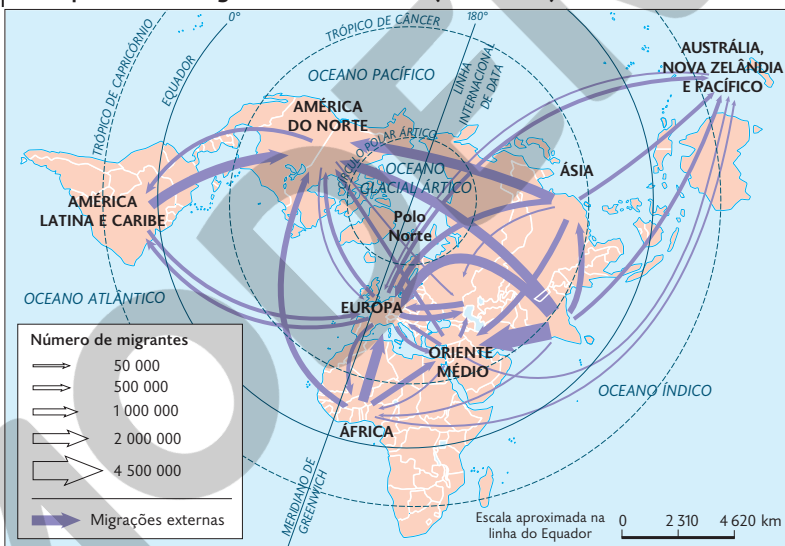 0°
TRÓPICO DE CÂNCER
180°
TRÓPICO DE CAPRICÓRNIO
EQUADOR
OCEANO PACÍFICO
LINHA
INTERNACIONAL
DE DATA
AUSTRÁLIA,
NOVA ZELÂNDIA
E PACÍFICO
AMÉRICA
DO NORTE
CÍRCULO POLAR ÁRTICO
OCEANO
GLACIAL ÁRTICO
ÁSIA
AMÉRICA
LATINA E CARIBE
Polo
Norte
OCEANO ATLÂNTICO
EUROPA
ORIENTE
MÉDIO
OCEANO ÍNDICO
ÁFRICA
MERIDIANO DE
GREENWICH
Número de migrantes
50 000
500 000
1 000 000
2 000 000
4 500 000
Migrações externas
Escala aproximada na
linha do Equador
0 2 310 4 620 km